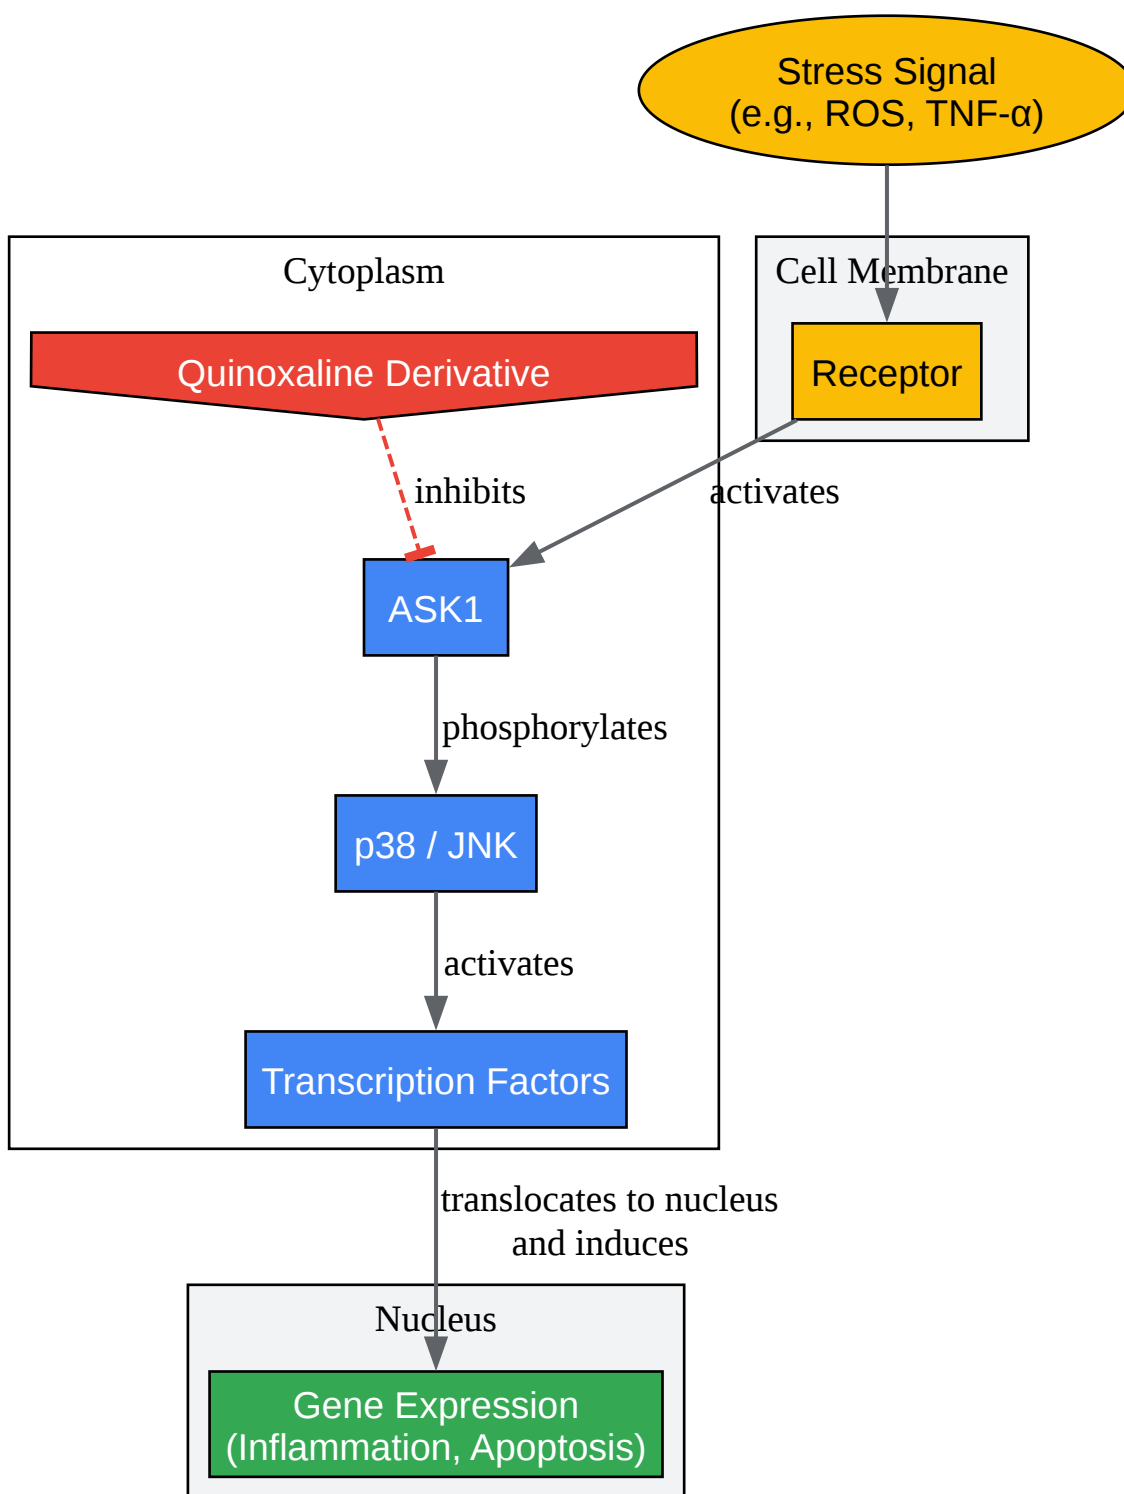 Stress Signal
(e.g., ROS, TNF-α)
Cytoplasm
Cell Membrane
Quinoxaline Derivative
Receptor
inhibits
activates
ASK1
phosphorylates
p38 / JNK
activates
Transcription Factors
translocates to nucleus
and induces
Nucleus
Gene Expression
(Inflammation, Apoptosis)